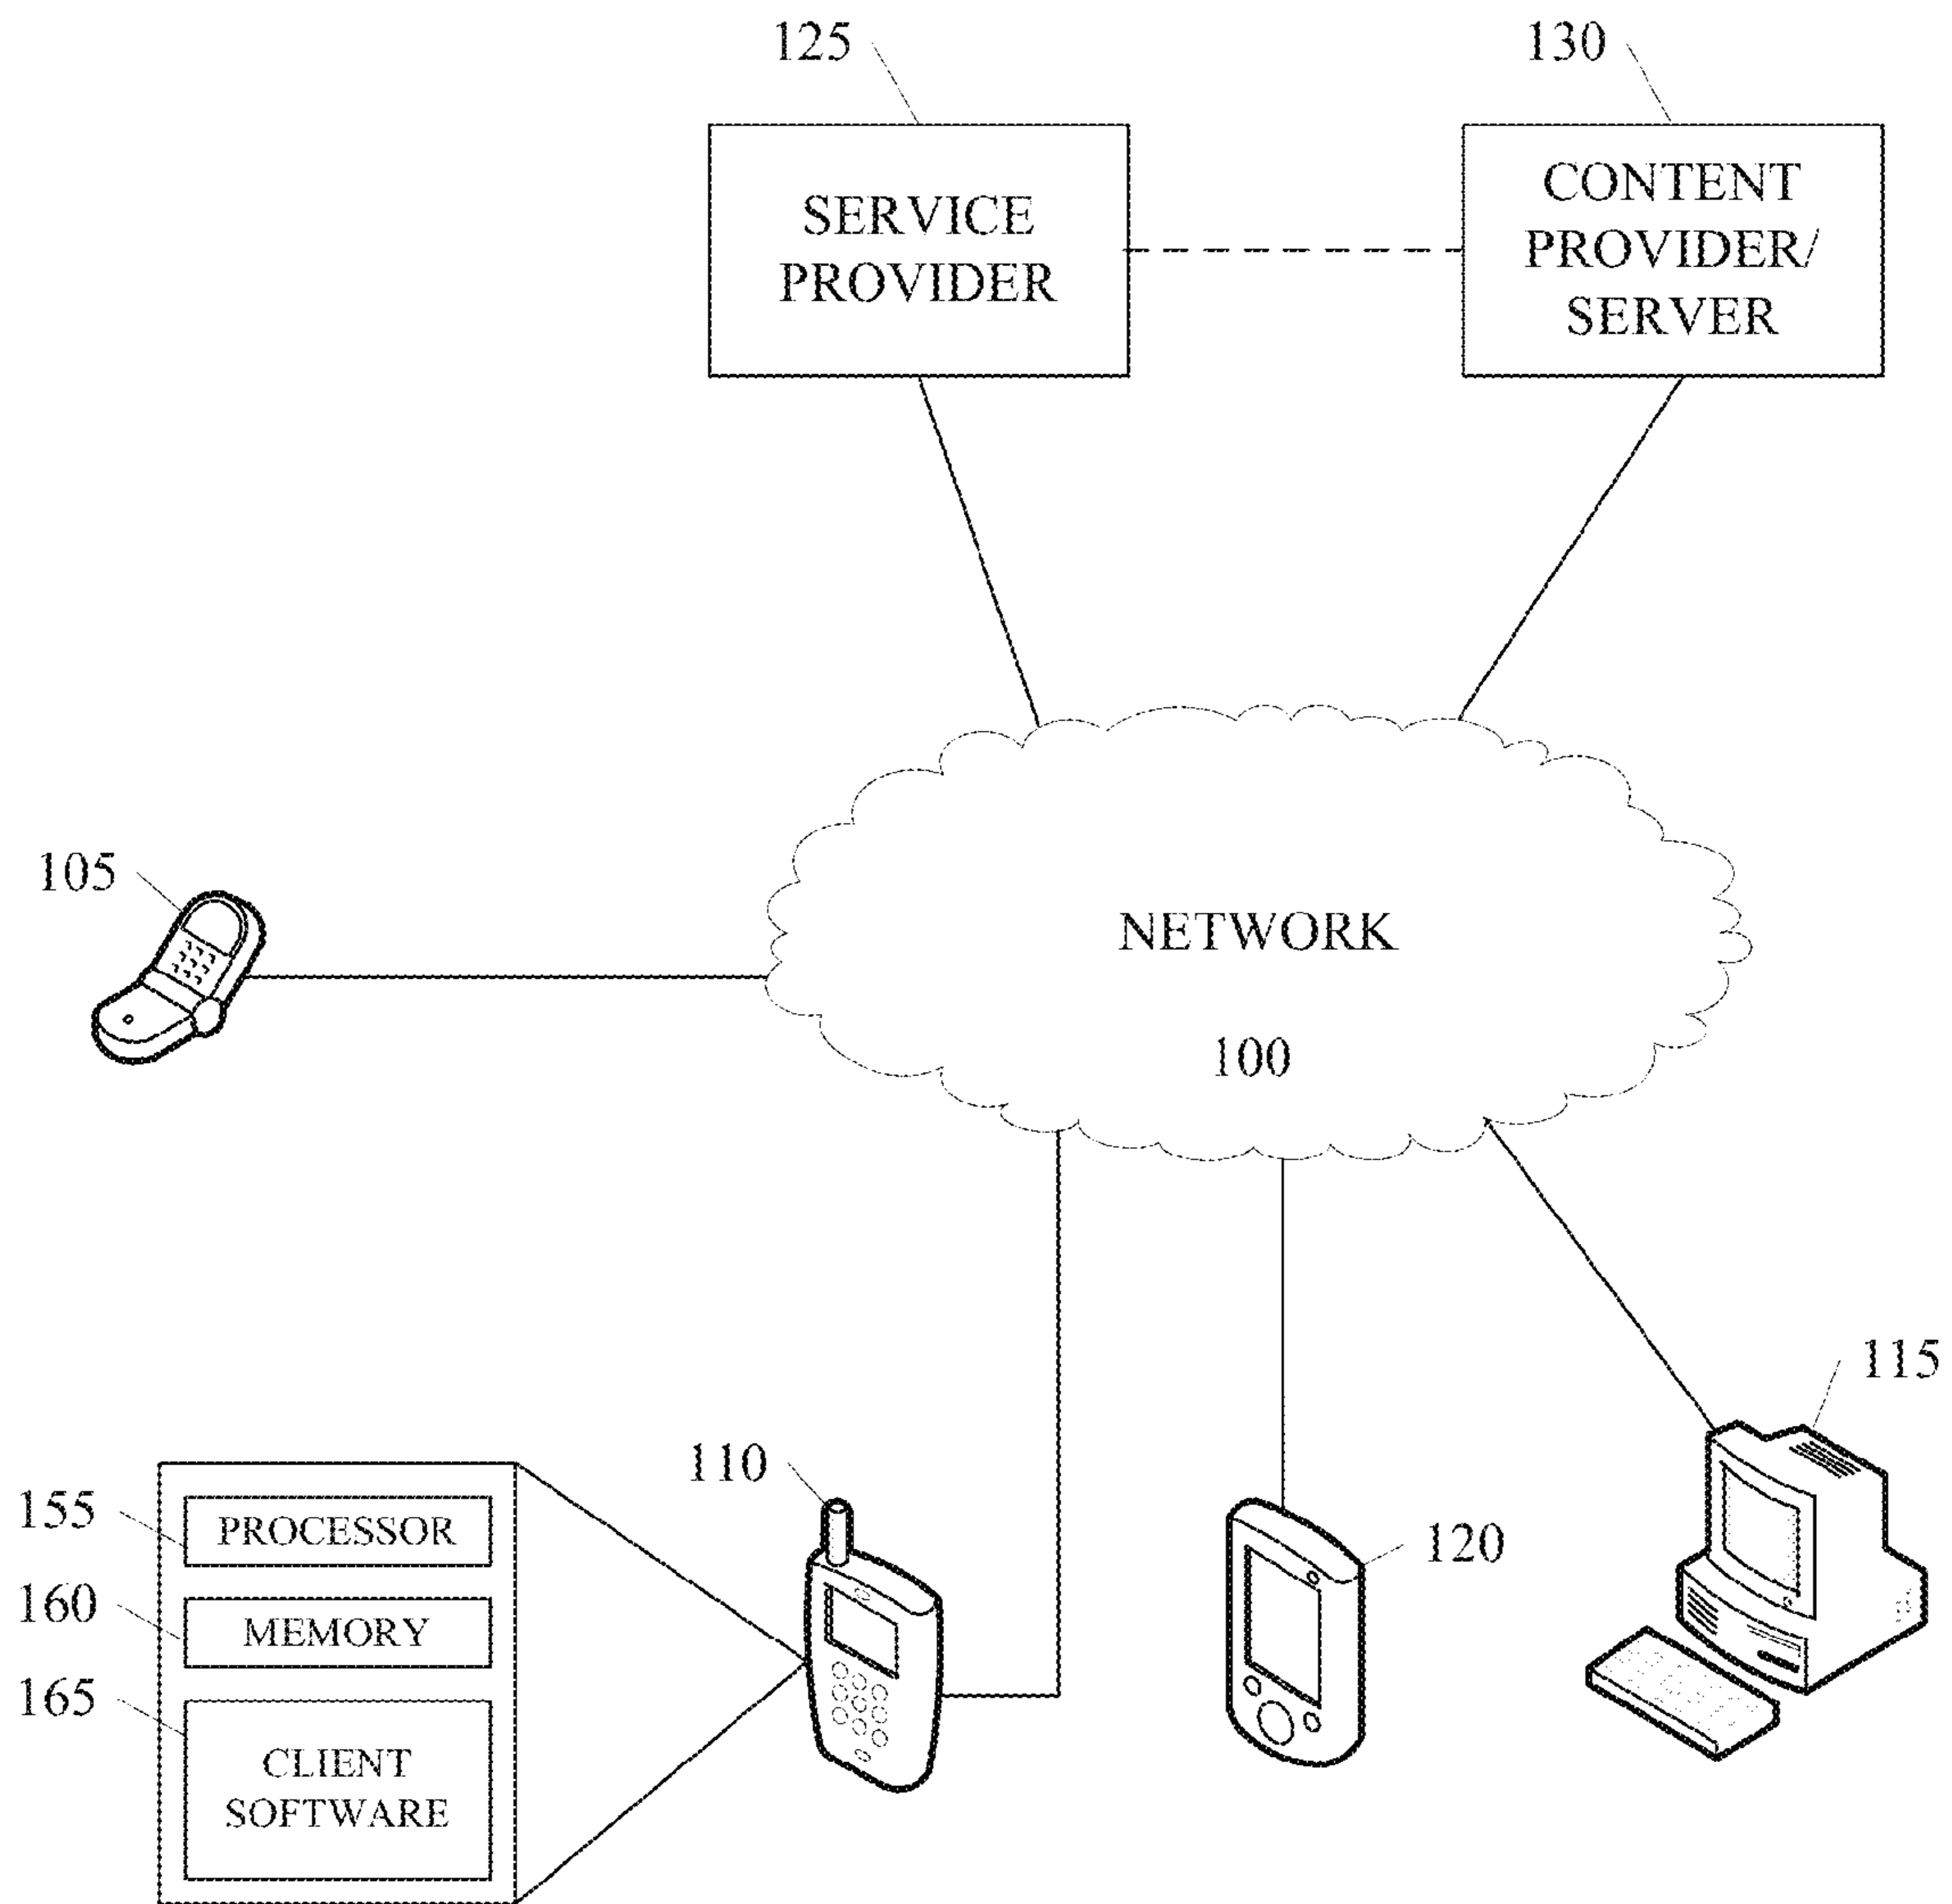 125
130
SERVICE
PROVIDER
CONTENT
PROVIDER/
SERVER
105
NETWORK
100
115
110
120
155
PROCESSOR
160
MEMORY
165
CLIENT
SOFTWARE